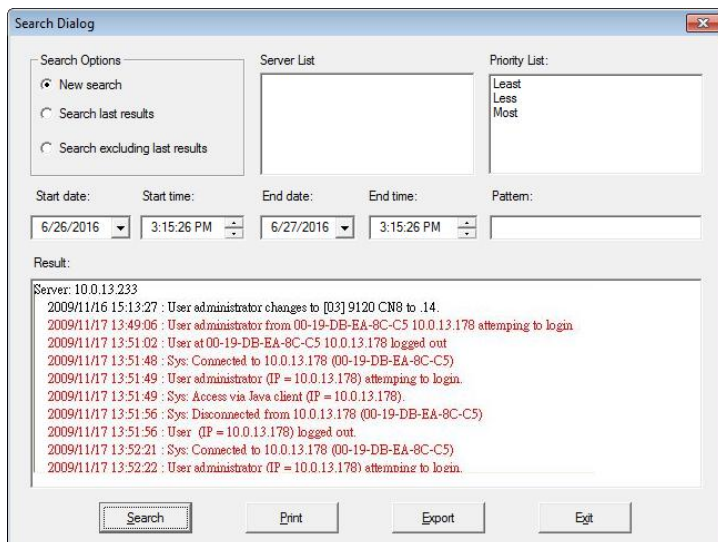 Search Dialog
Search Options
New search
Search last results
Search excluding last results
Server List
Priority List:
Least
Less
Most
Start date:
Start time:
End date:
End time:
Pattern:
6/26/2016
3:15:26 PM
6/27/2016
3:15:26 PM
Result:
Server: 10.0.13.233
2009/11/16 15:13:27 : User administrator changes to [03] 9120 CN8 to .14.
2009/11/17 13:49:06 : User administrator from 00-19-DB-EA-8C-C5 10.0.13.178 attemping to login
2009/11/17 13:51:02 : User at 00-19-DB-EA-8C-C5 10.0.13.178 logged out
2009/11/17 13:51:48 : Sys: Connected to 10.0.13.178 (00-19-DB-EA-8C-C5)
2009/11/17 13:51:49 : User administrator (IP = 10.0.13.178) attemping to login.
2009/11/17 13:51:49 : Sys: Access via Java client (IP = 10.0.13.178).
2009/11/17 13:51:56 : Sys: Disconnected from 10.0.13.178 (00-19-DB-EA-8C-C5)
2009/11/17 13:51:56 : User (IP = 10.0.13.178) logged out.
2009/11/17 13:52:21 : Sys: Connected to 10.0.13.178 (00-19-DB-EA-8C-C5)
2009/11/17 13:52:22 : User administrator (IP = 10.0.13.178) attemping to login.
Search
Print
Export
Exit